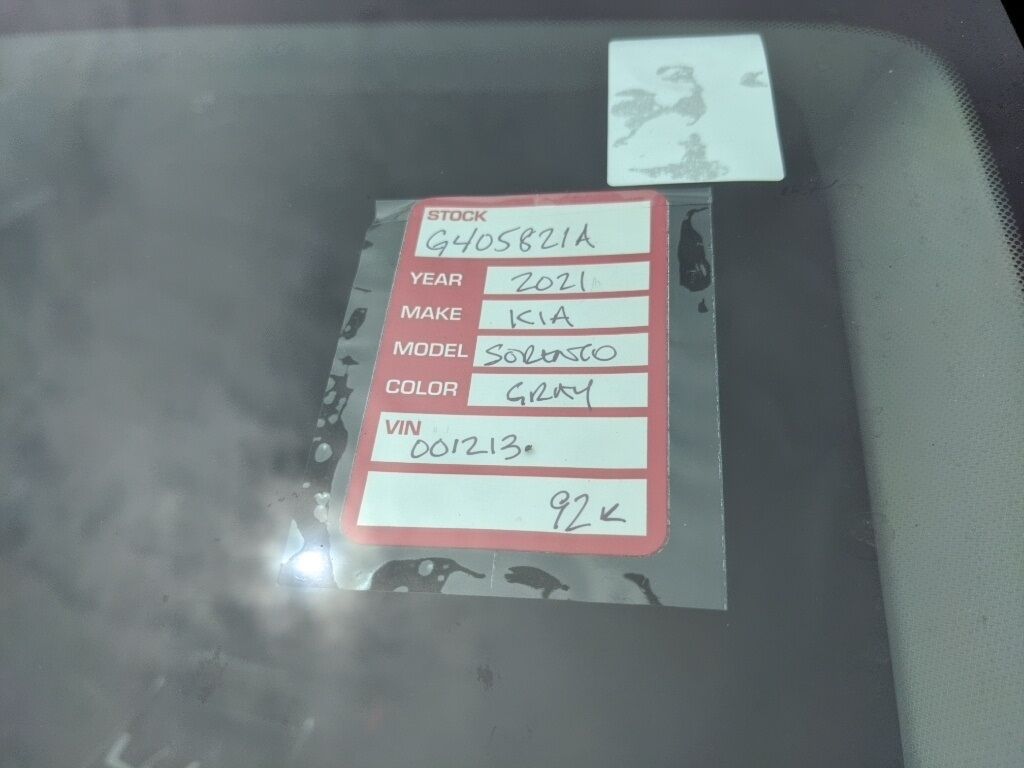 STOCK
G405821A
YEAR 2021
MAKE KIA
MODEL SORENTO
COLOR GRAY
VIN
001213.
92K